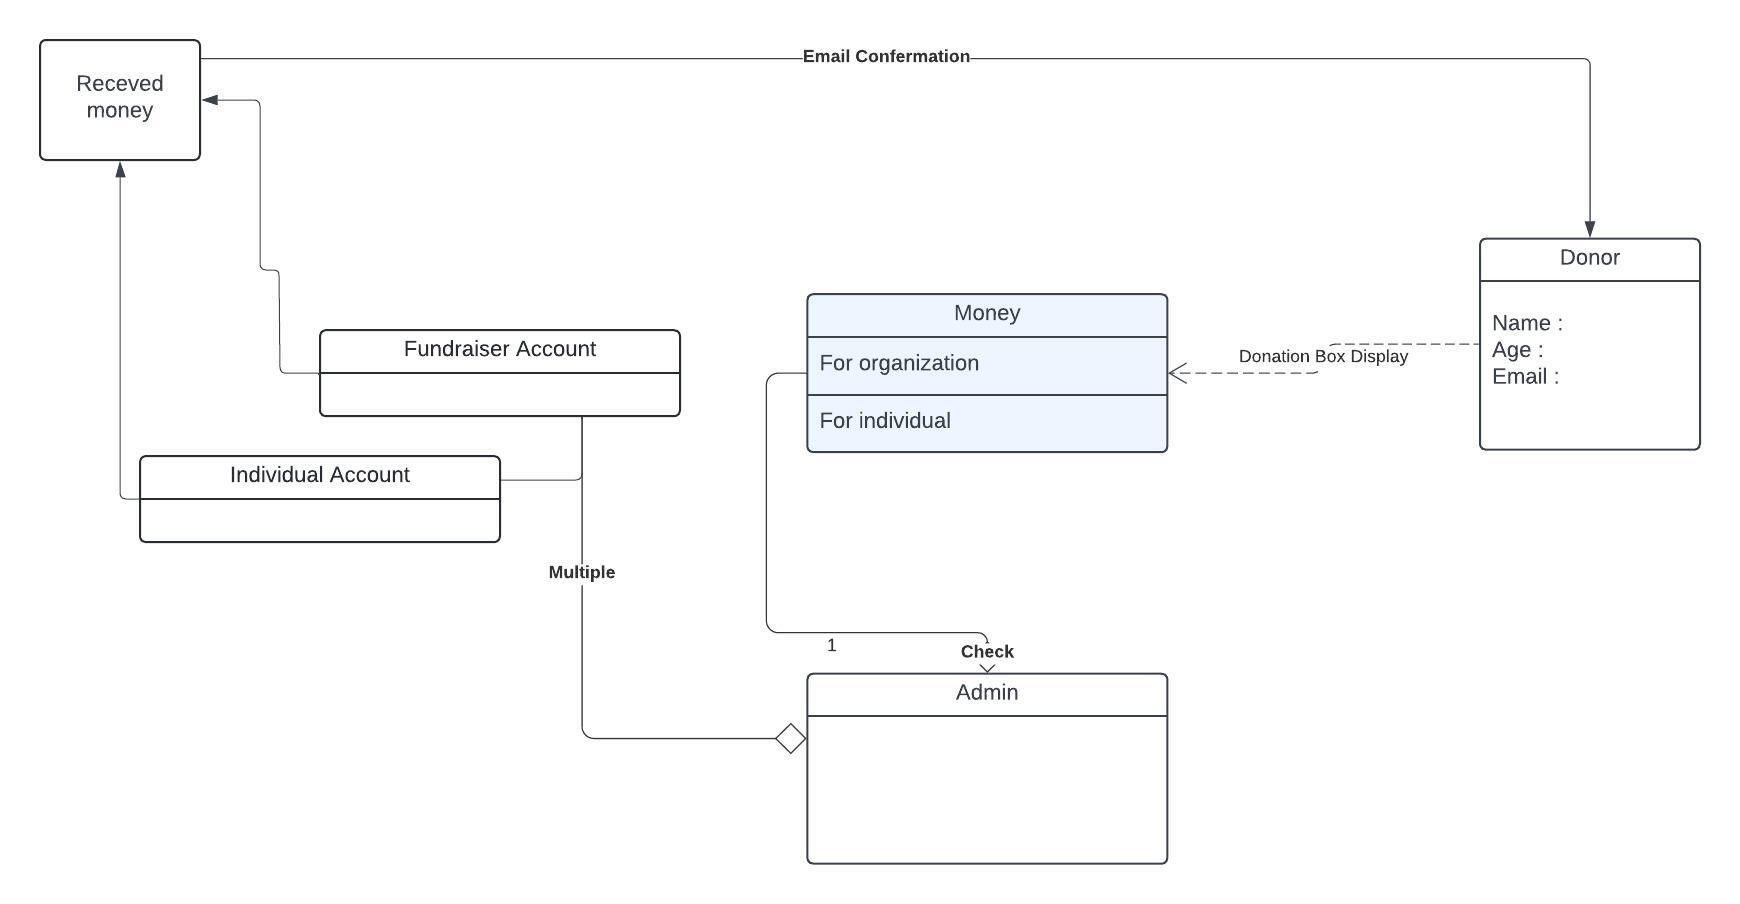 Email Confermation
Receved
money
Donor
Name :
Age :
Email :
Money
For organization
For individual
Donation Box Display
Fundraiser Account
Individual Account
Multiple
1
Check
Admin